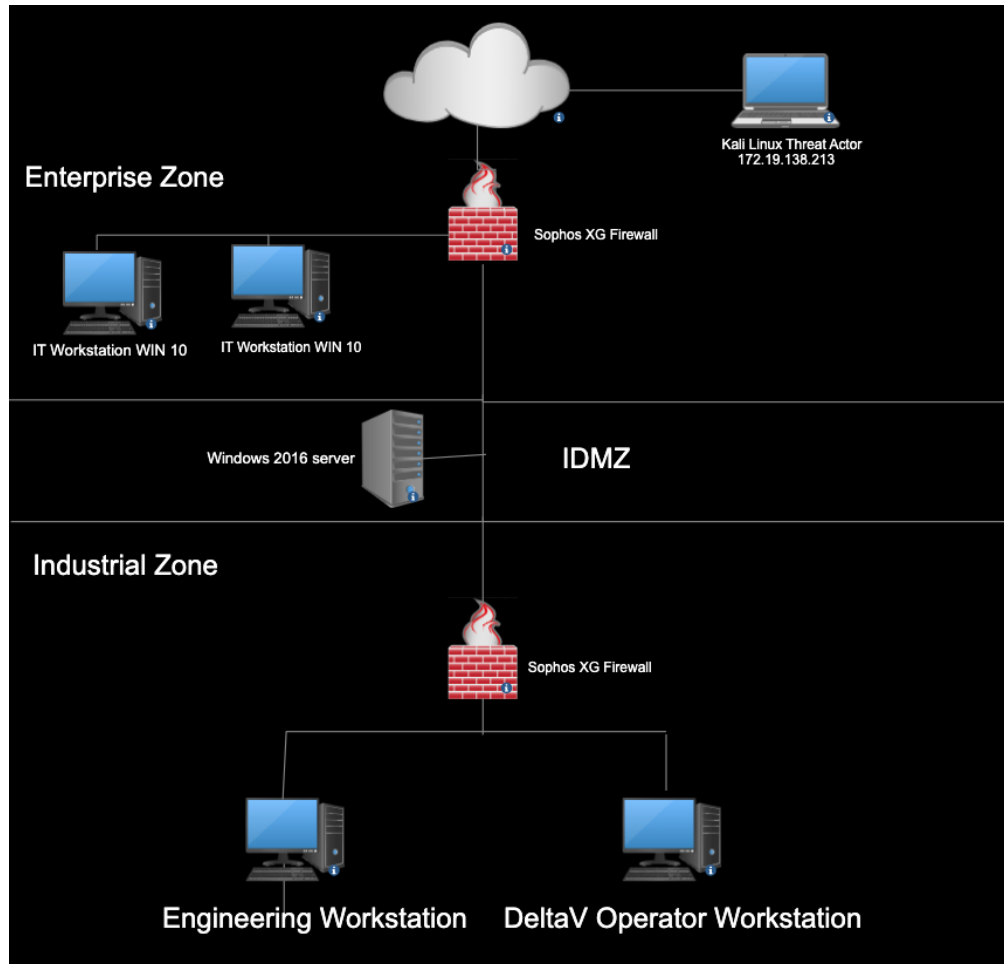 Kali Linux Threat Actor
172.19.138.213
Enterprise Zone
Sophos XG Firewall
IT Workstation WIN 10
IT Workstation WIN 10
Windows 2016 server
IDMZ
Industrial Zone
Sophos XG Firewall
Engineering Workstation
DeltaV Operator Workstation